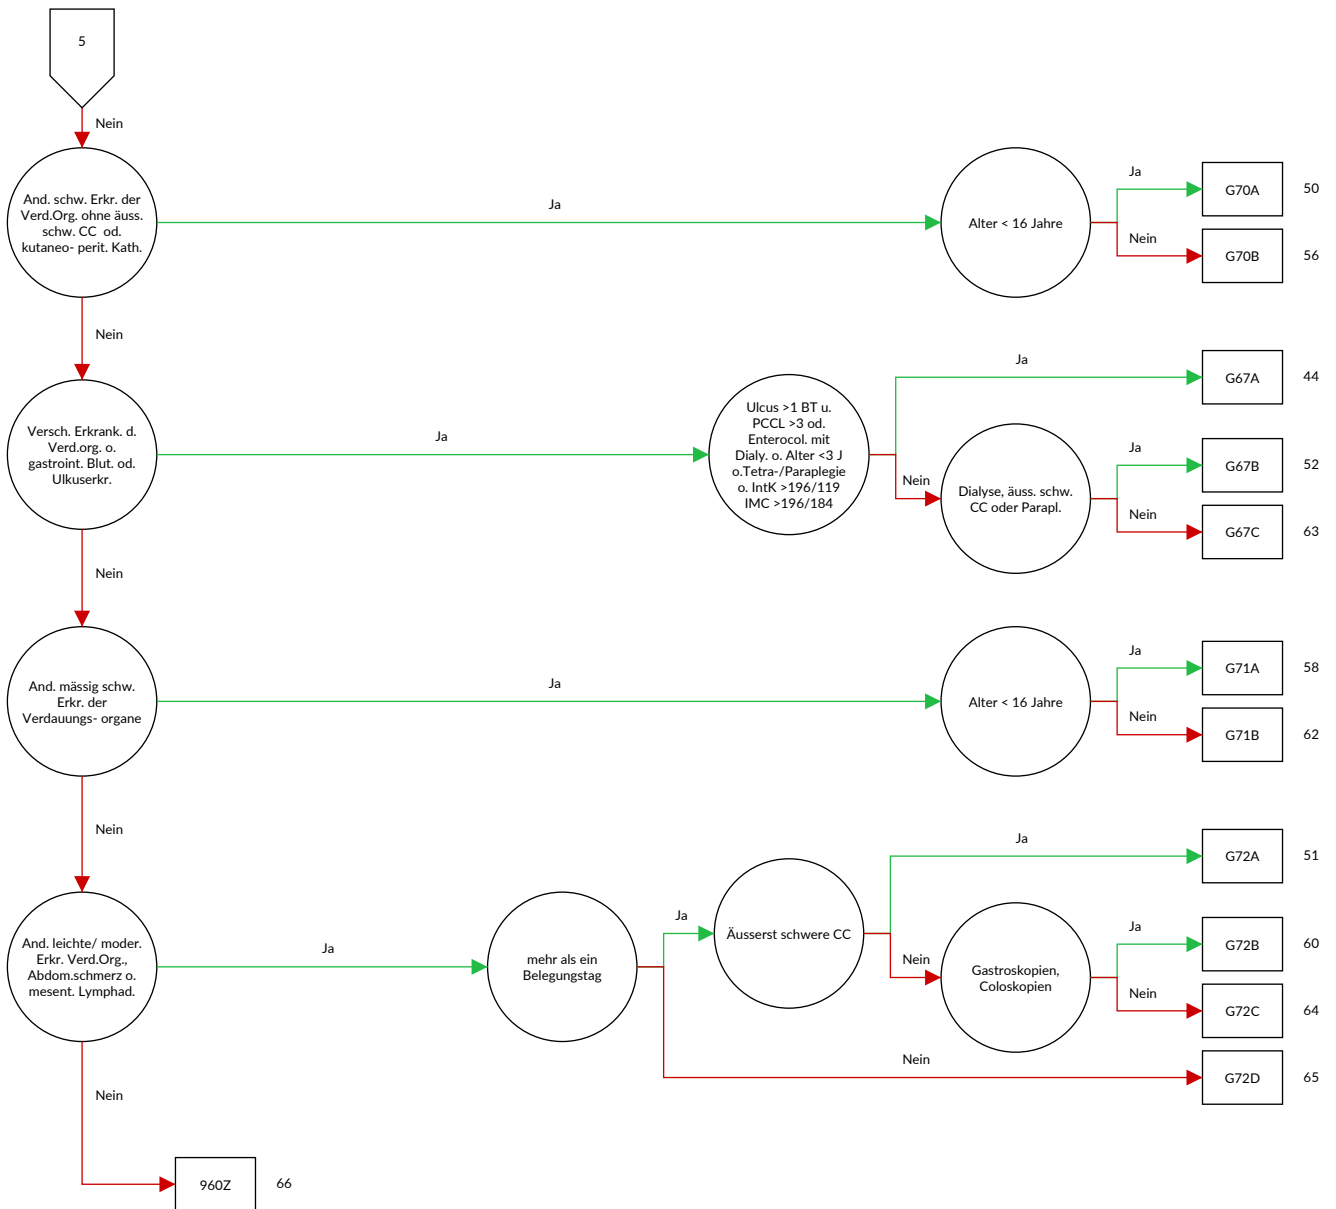 5
Nein
And. schw. Erkr. der
Verd.Org. ohne äuss.
schw. CC od.
kutaneo- perit. Kath.
Ja
Alter < 16 Jahre
Ja
G70A
50
Nein
G70B
56
Nein
Versch. Erkrank. d.
Verd.org. o.
gastroint. Blut. od.
Ulkuserkr.
Ja
Ulcus >1 BT u.
PCCL >3 od.
Enterocol. mit
Dialy. o. Alter <3 J
o.Tetra-/Paraplegie
o. IntK >196/119
IMC >196/184
Ja
G67A
44
Nein
Dialyse, äuss. schw.
CC oder Parapl.
Ja
G67B
52
Nein
G67C
63
Nein
And. mässig schw.
Erkr. der
Verdauungs- organe
Ja
Alter < 16 Jahre
Ja
G71A
58
Nein
G71B
62
Nein
And. leichte/ moder.
Erkr. Verd.Org.,
Abdom.schmerz o.
mesent. Lymphad.
Ja
mehr als ein
Belegungstag
Ja
Äusserst schwere CC
Ja
G72A
51
Nein
Gastroskopien,
Coloskopien
Ja
G72B
60
Nein
G72C
64
Nein
G72D
65
Nein
960Z
66